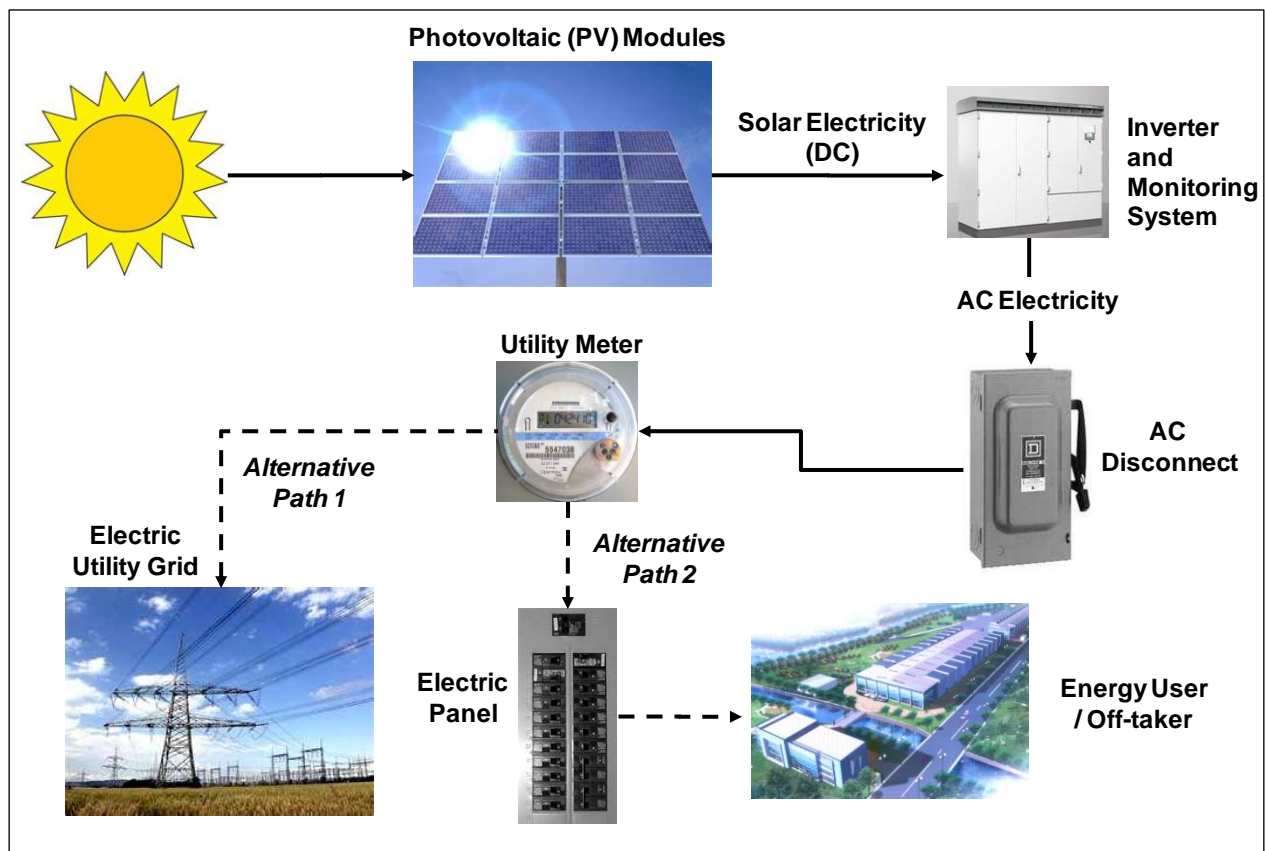 Photovoltaic (PV) Modules
Solar Electricity
(DC)
Inverter
and
Monitoring
System
AC Electricity
Utility Meter
AC
Disconnect
Alternative
Path 1
Electric
Utility Grid
Alternative
Path 2
Electric
Panel
Energy User
/ Off-taker